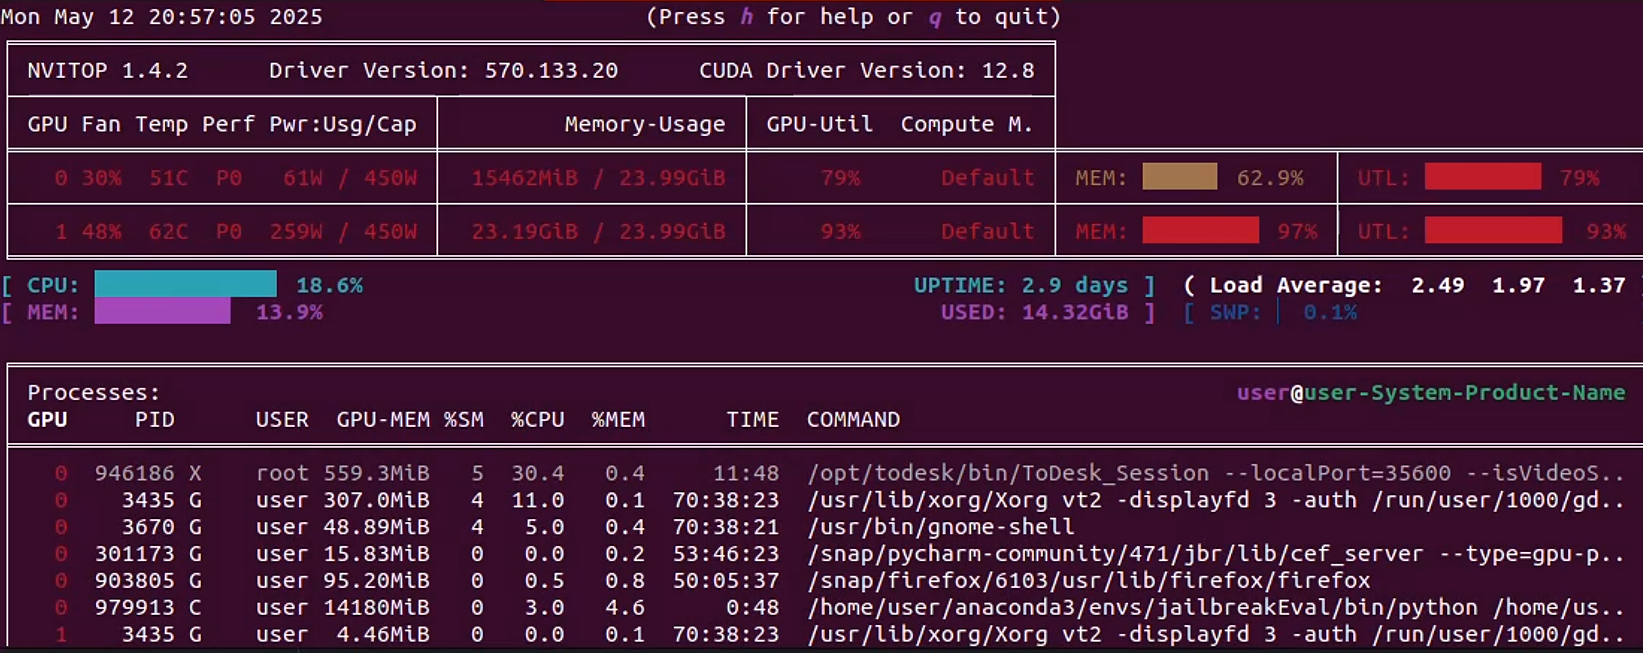 Mon May 12 20:57:05 2025 (Press h for help or q to quit)
NVITOP 1.4.2 Driver Version: 570.133.20 CUDA Driver Version: 12.8
GPU Fan Temp Perf Pwr:Usg/Cap Memory-Usage GPU-Util Compute M.
0 30% 51C P0 61W / 450W 15462MiB / 23.99GiB 79% Default MEM: 62.9% UTL: 79%
1 48% 62C P0 259W / 450W 23.19GiB / 23.99GiB 93% Default MEM: 97% UTL: 93%
[ CPU: 18.6% UPTIME: 2.9 days ] ( Load Average: 2.49 1.97 1.37
[ MEM: 13.9% USED: 14.32GiB ] [ SWP: 0.1%
Processes: user@user-System-Product-Name
GPU PID USER GPU-MEM %SM %CPU %MEM TIME COMMAND
0 946186 X root 559.3MiB 5 30.4 0.4 11:48 /opt/todesk/bin/ToDesk_Session --localPort=35600 --isVideoS..
0 3435 G user 307.0MiB 4 11.0 0.1 70:38:23 /usr/lib/xorg/Xorg vt2 -displayfd 3 -auth /run/user/1000/gd..
0 3670 G user 48.89MiB 4 5.0 0.4 70:38:21 /usr/bin/gnome-shell
0 301173 G user 15.83MiB 0 0.0 0.2 53:46:23 /snap/pycharm-community/471/jbr/lib/cef_server --type=gpu-p..
0 903805 G user 95.20MiB 0 0.5 0.8 50:05:37 /snap/firefox/6103/usr/lib/firefox/firefox
0 979913 C user 14180MiB 0 3.0 4.6 0:48 /home/user/anaconda3/envs/jailbreakEval/bin/python /home/us..
1 3435 G user 4.46MiB 0 0.0 0.1 70:38:23 /usr/lib/xorg/Xorg vt2 -displayfd 3 -auth /run/user/1000/gd..